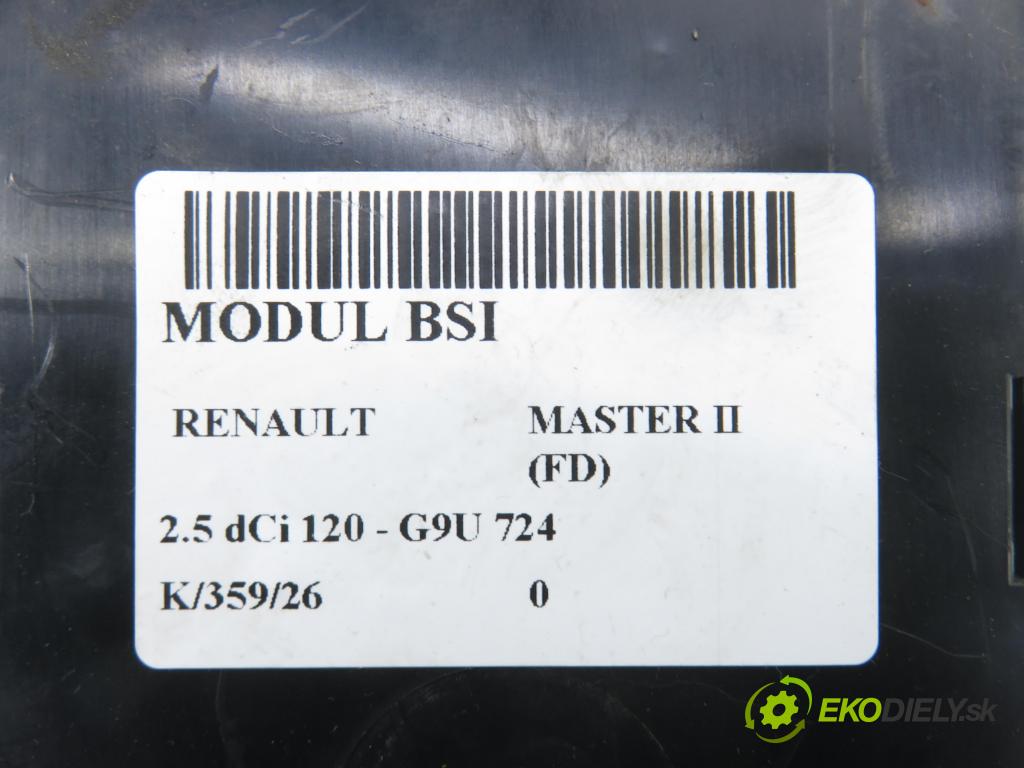 MODUL BSI
RENAULT MASTER II
(FD)
2.5 dCi 120 - G9U 724
K/359/26 0
EKODIELY.sk